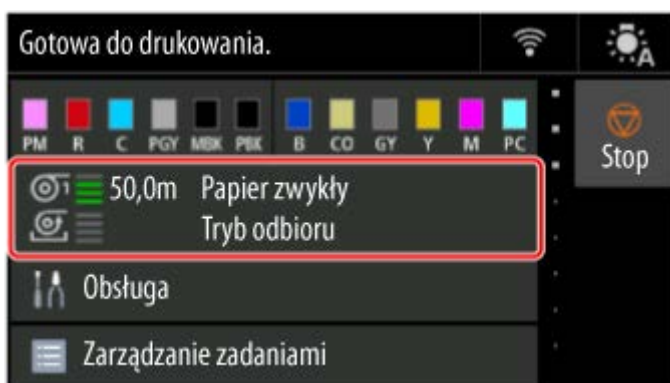 Gotowa do drukowania.
A
PM R C PGY MBK PBK B CO GY Y M PC
Stop
1 50,0m Papier zwykły
Tryb odbioru
Obsługa
Zarządzanie zadaniami